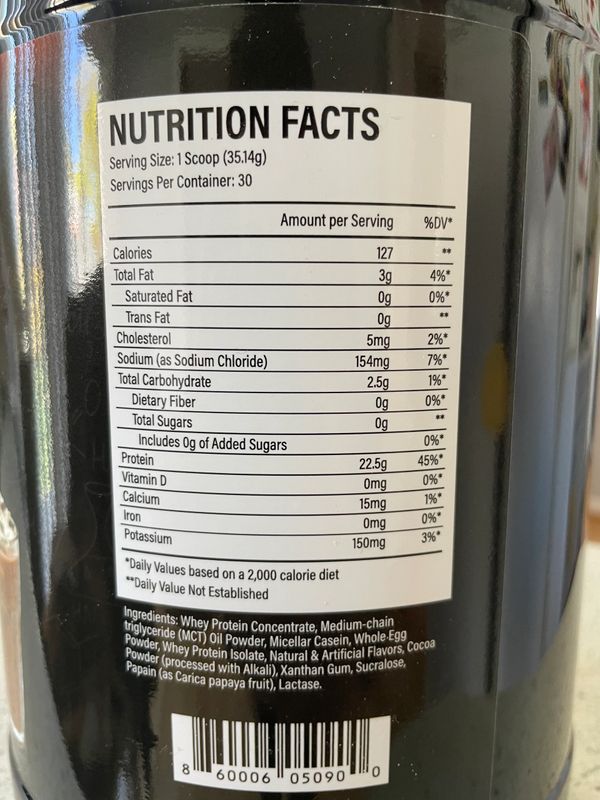 NUTRITION FACTS
Serving Size: 1 Scoop (35.14g)
Servings Per Container: 30
Amount per Serving %DV*
Calories 127 **
Total Fat 3g 4%*
Saturated Fat 0g 0%*
Trans Fat 0g **
Cholesterol 5mg 2%*
Sodium (as Sodium Chloride) 154mg 7%*
Total Carbohydrate 2.5g 1%*
Dietary Fiber 0g 0%*
Total Sugars 0g **
Includes 0g of Added Sugars 0%*
Protein 22.5g 45%*
Vitamin D 0mg 0%*
Calcium 15mg 1%*
Iron 0mg 0%*
Potassium 150mg 3%*
*Daily Values based on a 2,000 calorie diet
**Daily Value Not Established
Ingredients: Whey Protein Concentrate, Medium-chain
triglyceride (MCT) Oil Powder, Micellar Casein, Whole Egg
Powder, Whey Protein Isolate, Natural & Artificial Flavors, Cocoa
Powder (processed with Alkali), Xanthan Gum, Sucralose,
Papain (as Carica papaya fruit), Lactase.
8 60006 05090 0